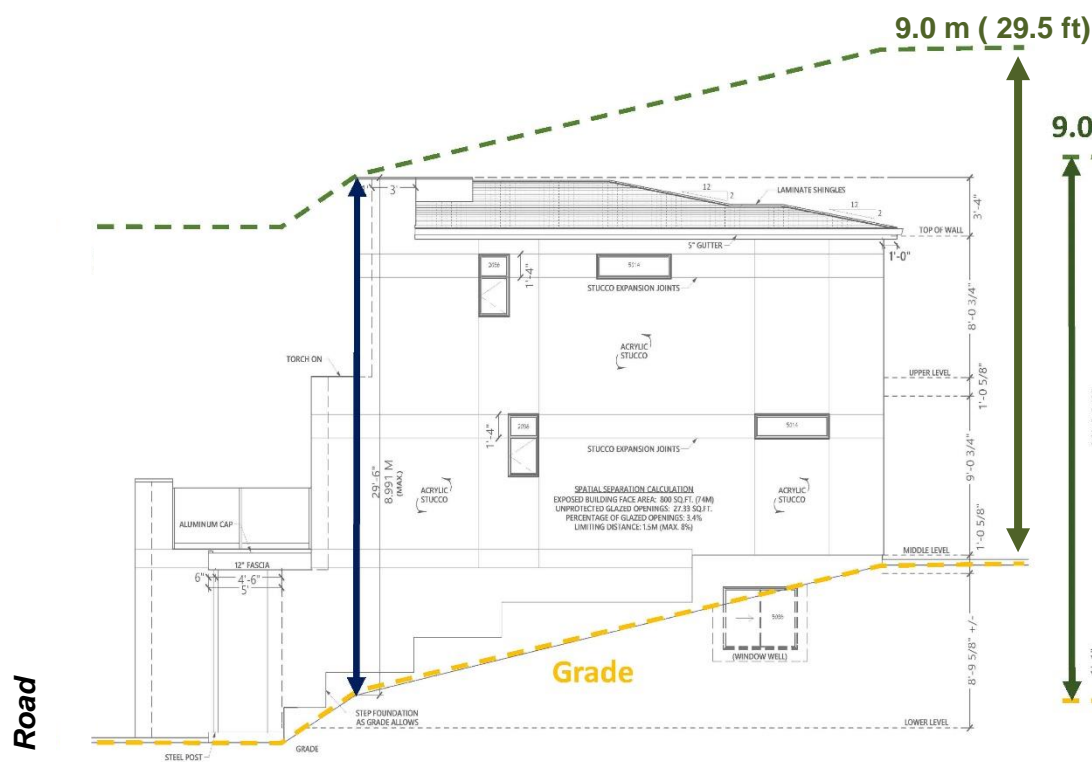 9.0 m ( 29.5 ft)
9.0
3'
12
2
LAMINATE SHINGLES
12
2
3'-4"
TOP OF WALL
5" GUTTER
1'-0"
2056
1'-4"
5014
STUCCO EXPANSION JOINTS
8'-0 3/4"
ACRYLIC
STUCCO
TORCH ON
UPPER LEVEL
1'-0 5/8"
2056
1'-4"
5014
STUCCO EXPANSION JOINTS
9'-0 3/4"
29'-6"
8.991 M
(MAX.)
ACRYLIC
STUCCO
SPATIAL SEPARATION CALCULATION
EXPOSED BUILDING FACE AREA: 800 SQ.FT. (74M)
UNPROTECTED GLAZED OPENINGS: 27.33 SQ.FT.
PERCENTAGE OF GLAZED OPENINGS: 3.4%
LIMITING DISTANCE: 1.5M (MAX. 8%)
ACRYLIC
STUCCO
ALUMINUM CAP
1'-0 5/8"
MIDDLE LEVEL
12" FASCIA
6"
4'-6"
5'
(WINDOW WELL)
8'-9 5/8" +/-
Grade
Road
STEP FOUNDATION
AS GRADE ALLOWS
LOWER LEVEL
GRADE
STEEL POST